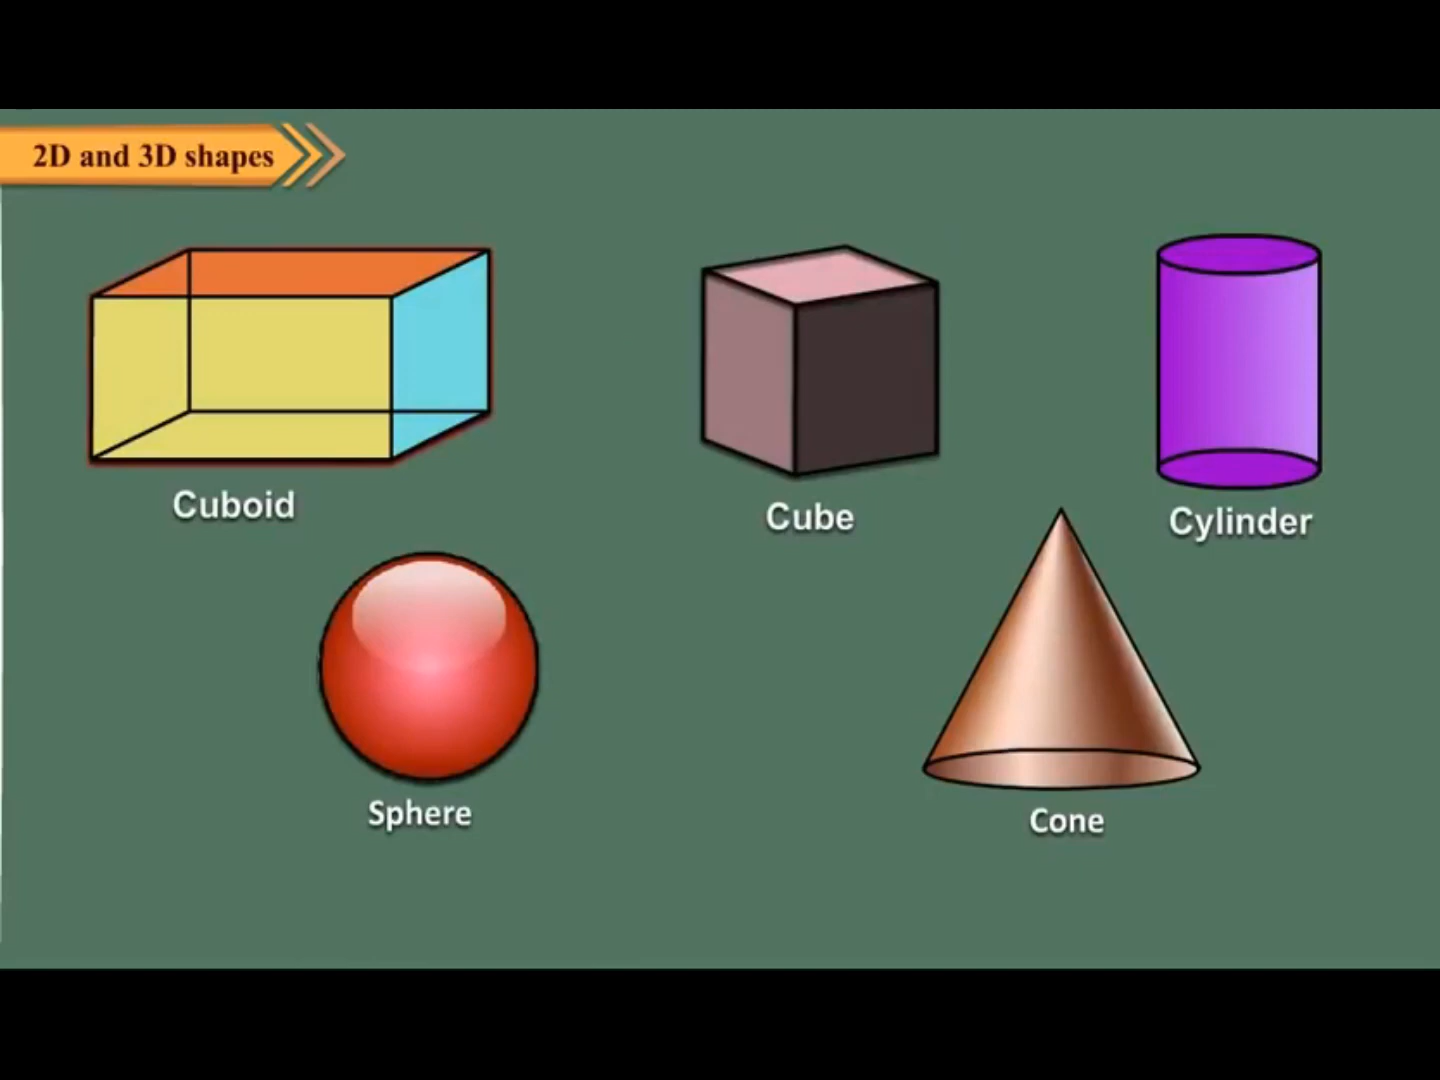 2D and 3D shapes
Cuboid
Cube
Cylinder
Sphere
Cone